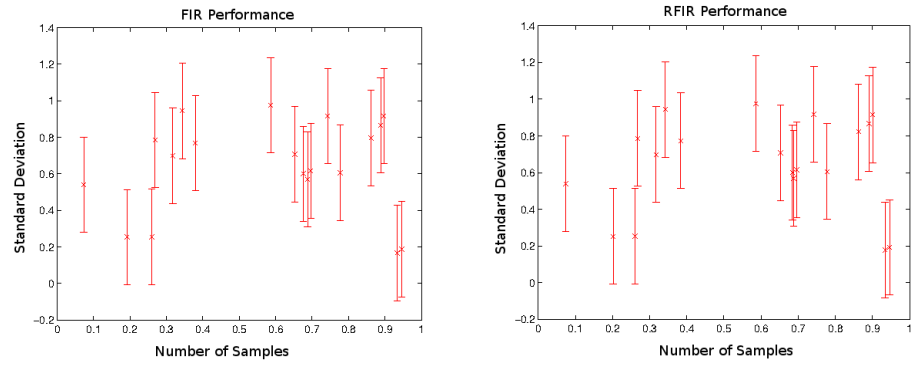 FIR Performance
1.4
1.2
1
0.8
0.6
0.4
0.2
0
−0.2
Standard Deviation
0 0.1 0.2 0.3 0.4 0.5 0.6 0.7 0.8 0.9 1
Number of Samples
RFIR Performance
1.4
1.2
1
0.8
0.6
0.4
0.2
0
−0.2
Standard Deviation
0 0.1 0.2 0.3 0.4 0.5 0.6 0.7 0.8 0.9 1
Number of Samples